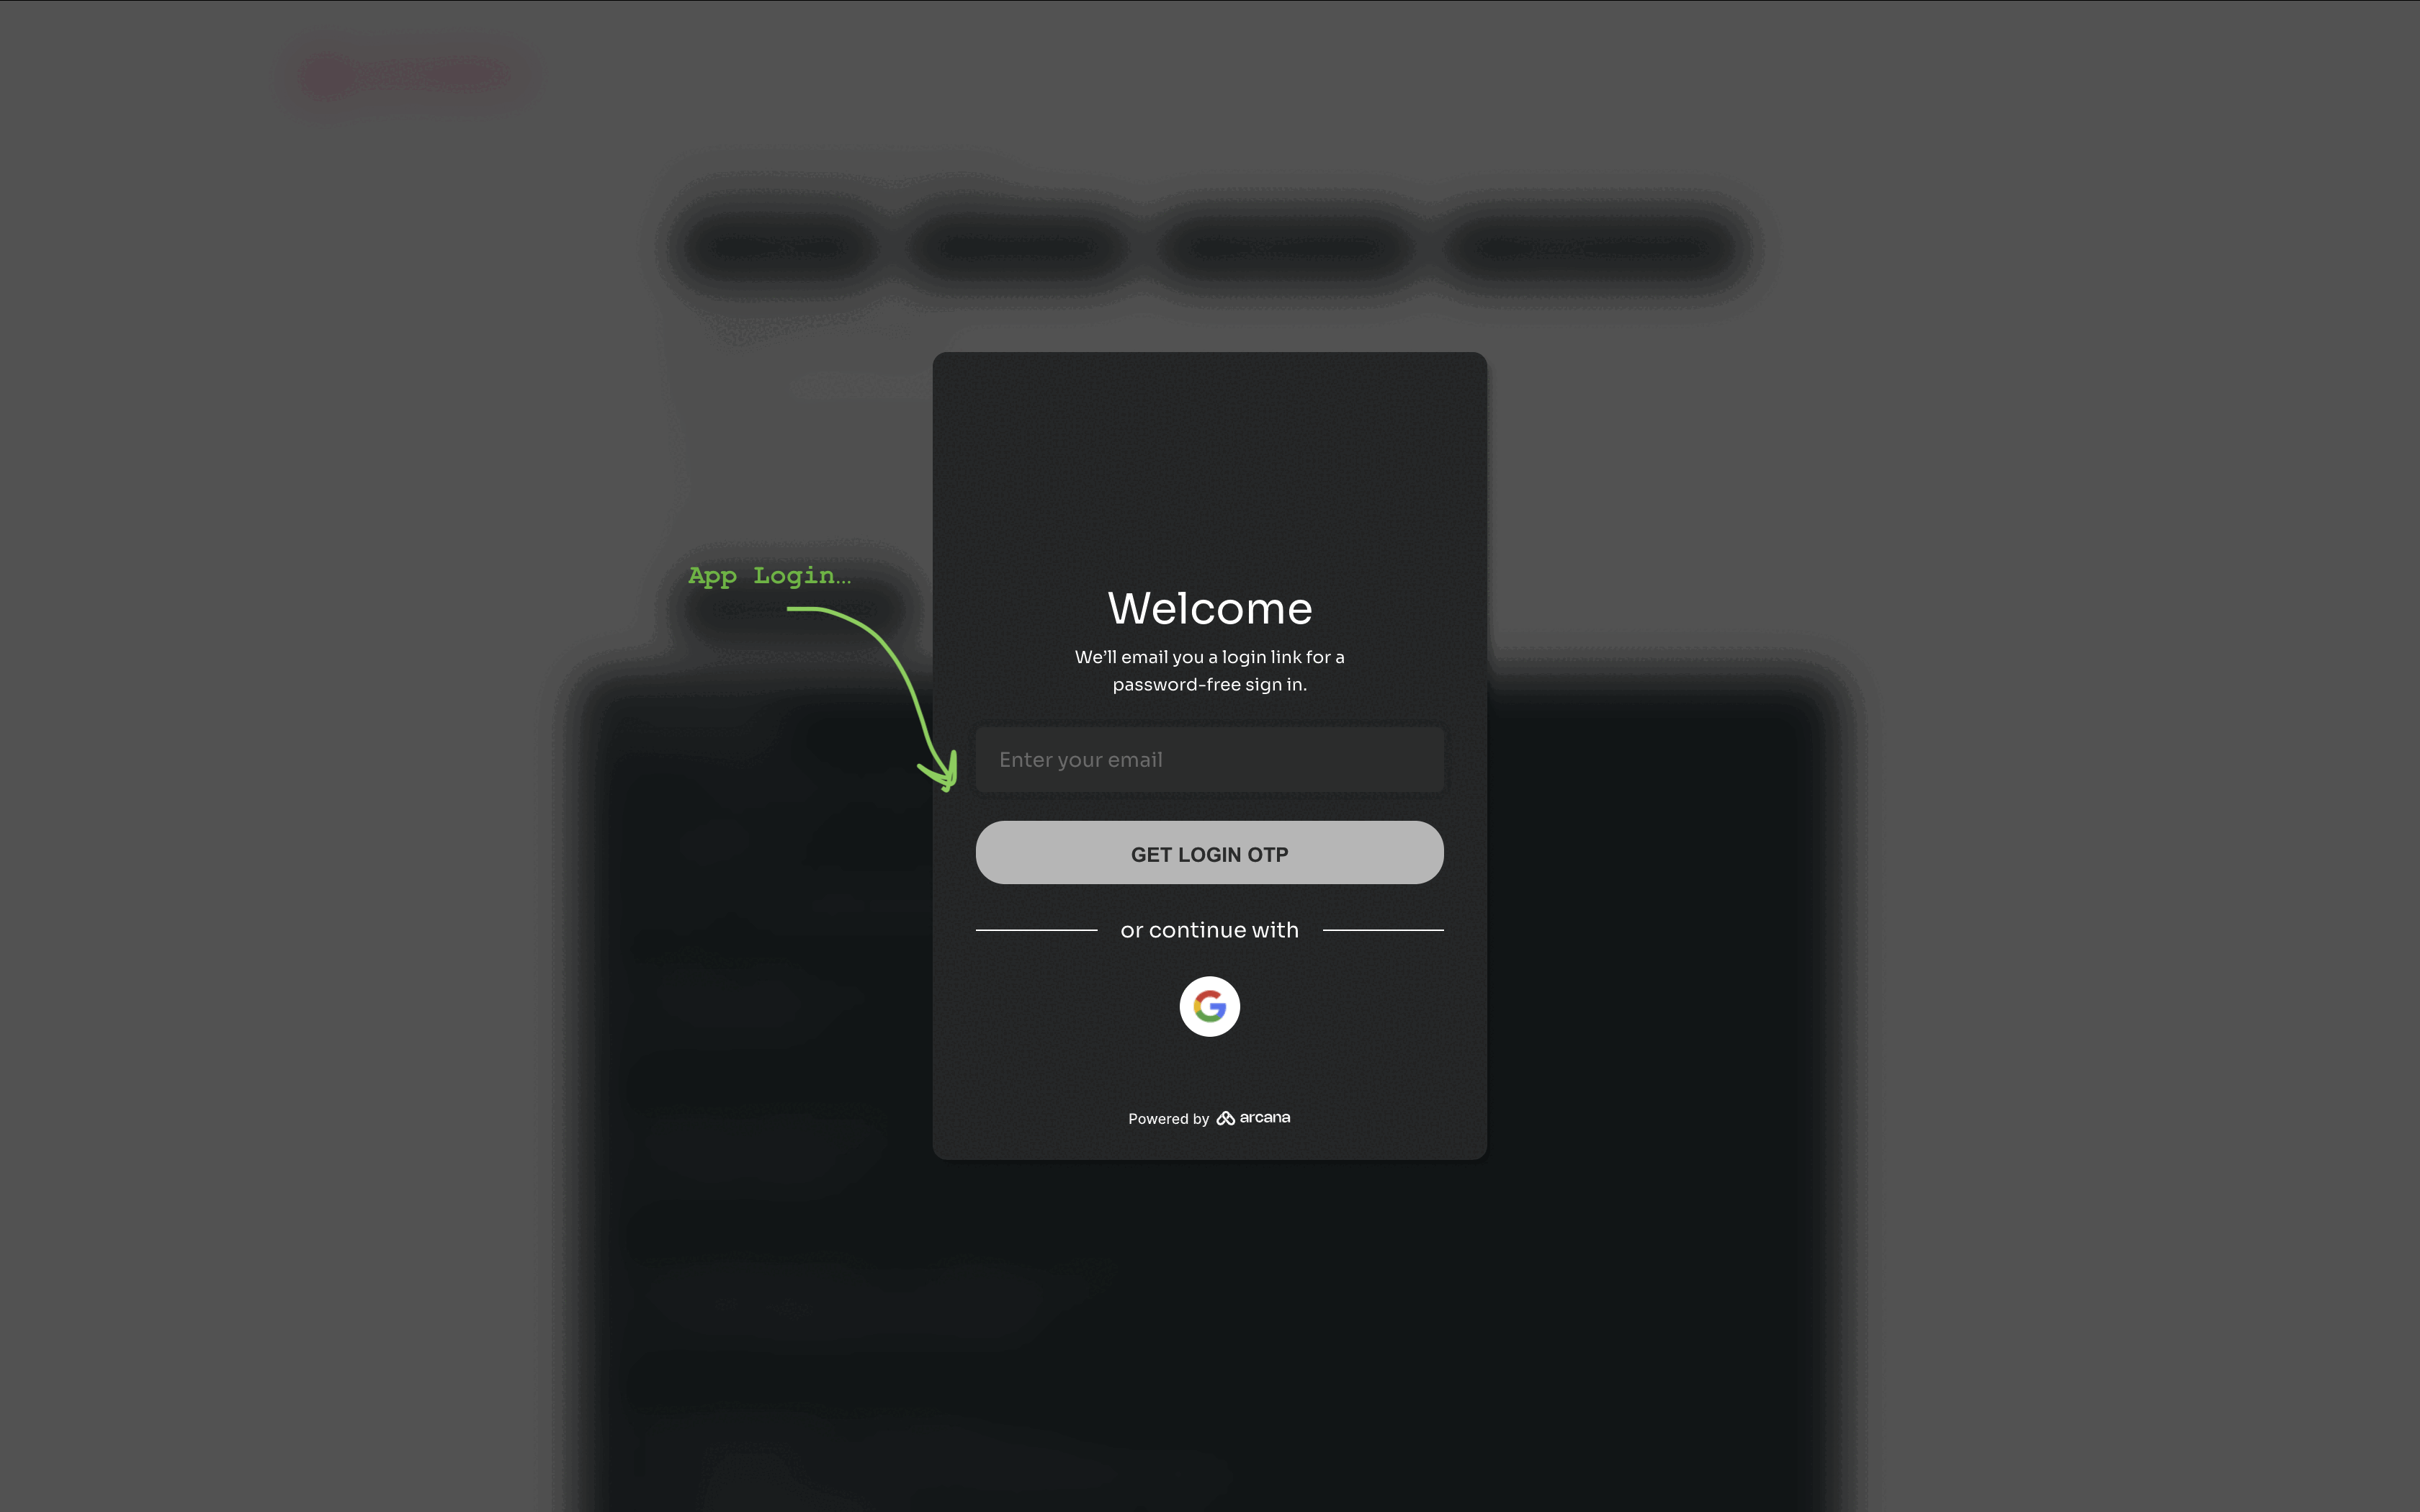 App Login...
Welcome
We'll email you a login link for a
password-free sign in.
Enter your email
GET LOGIN OTP
or continue with
Powered by arcana